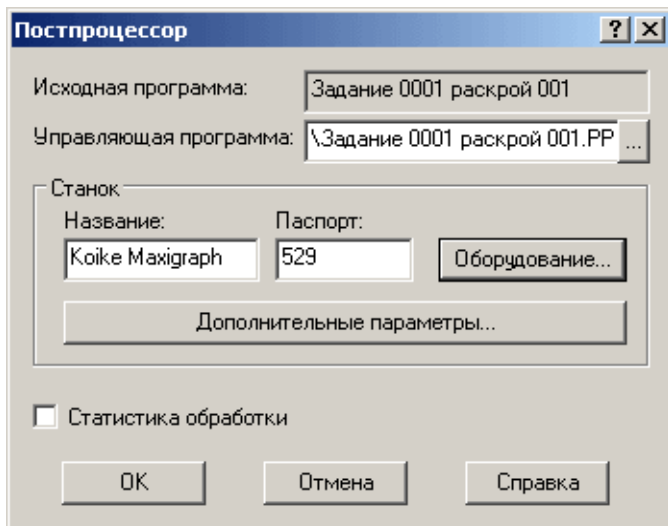 Постпроцессор
Исходная программа: Задание 0001 раскрой 001
Управляющая программа: \Задание 0001 раскрой 001.PP ...
Станок
Название: Паспорт:
Koike Maxigraph 529 Оборудование...
Дополнительные параметры...
Статистика обработки
OK Отмена Справка